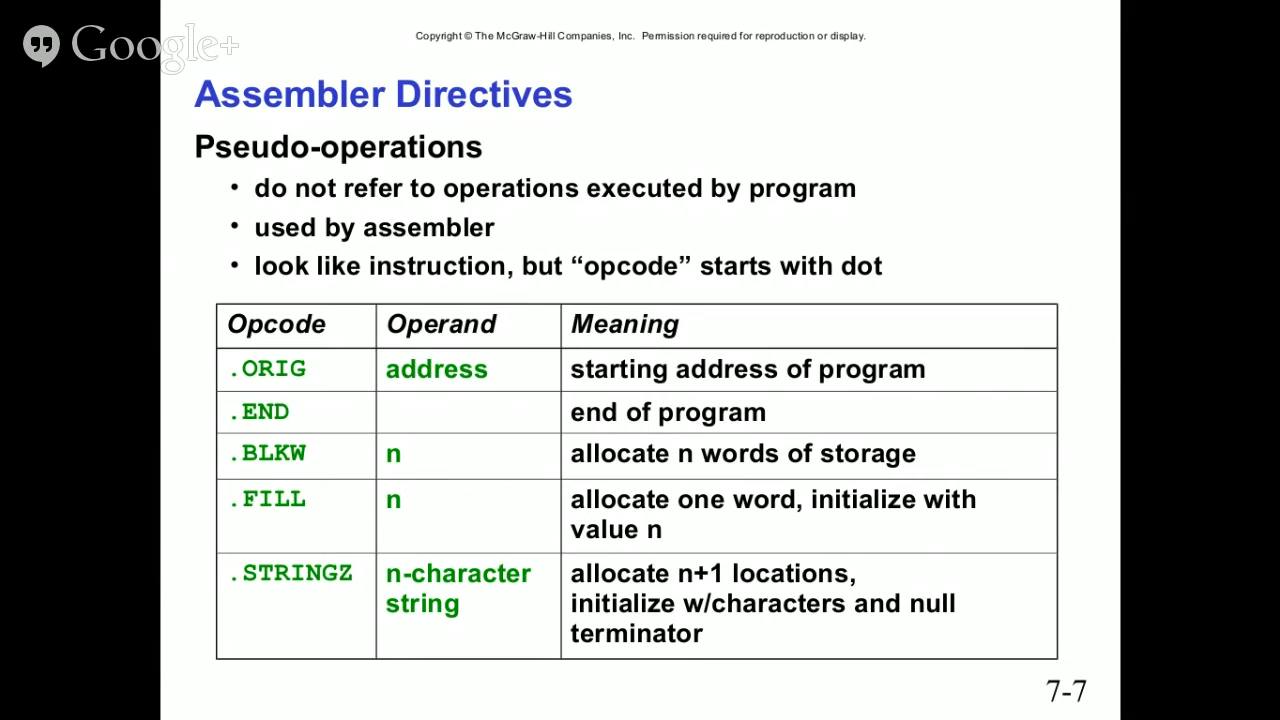 Google+
Copyright © The McGraw-Hill Companies, Inc. Permission required for reproduction or display.
Assembler Directives
Pseudo-operations
• do not refer to operations executed by program
• used by assembler
• look like instruction, but “opcode” starts with dot
Opcode Operand Meaning
.ORIG address starting address of program
.END end of program
.BLKW n allocate n words of storage
.FILL n allocate one word, initialize with
value n
.STRINGZ n-character allocate n+1 locations,
string initialize w/characters and null
terminator
7-7